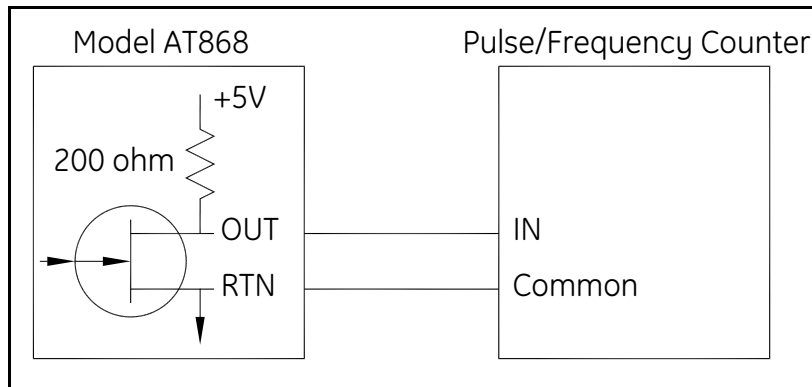 Model AT868
Pulse/Frequency Counter
+5V
200 ohm
OUT
IN
RTN
Common